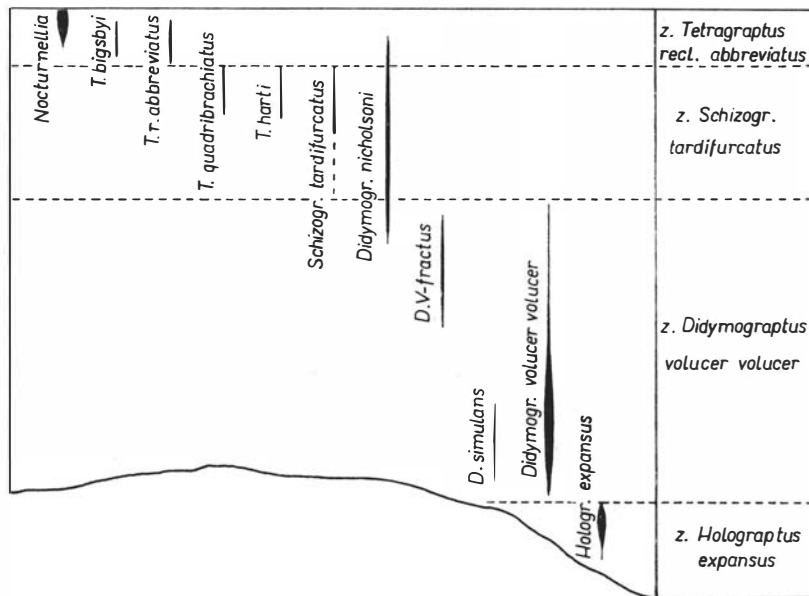 Nocturnellia
T. bigsbyi
T. r. abbreviatus
T. quadribrachiatus
T. harti
Schizogr. tardifurcatus
Didymogr. nicholsoni
D. V-fractus
D. simulans
Didymogr. volucer volucer
Hologr. expansus
z. Tetragraptus
recl. abbreviatus
z. Schizogr.
tardifurcatus
z. Didymograptus
volucer volucer
z. Holograptus
expansus